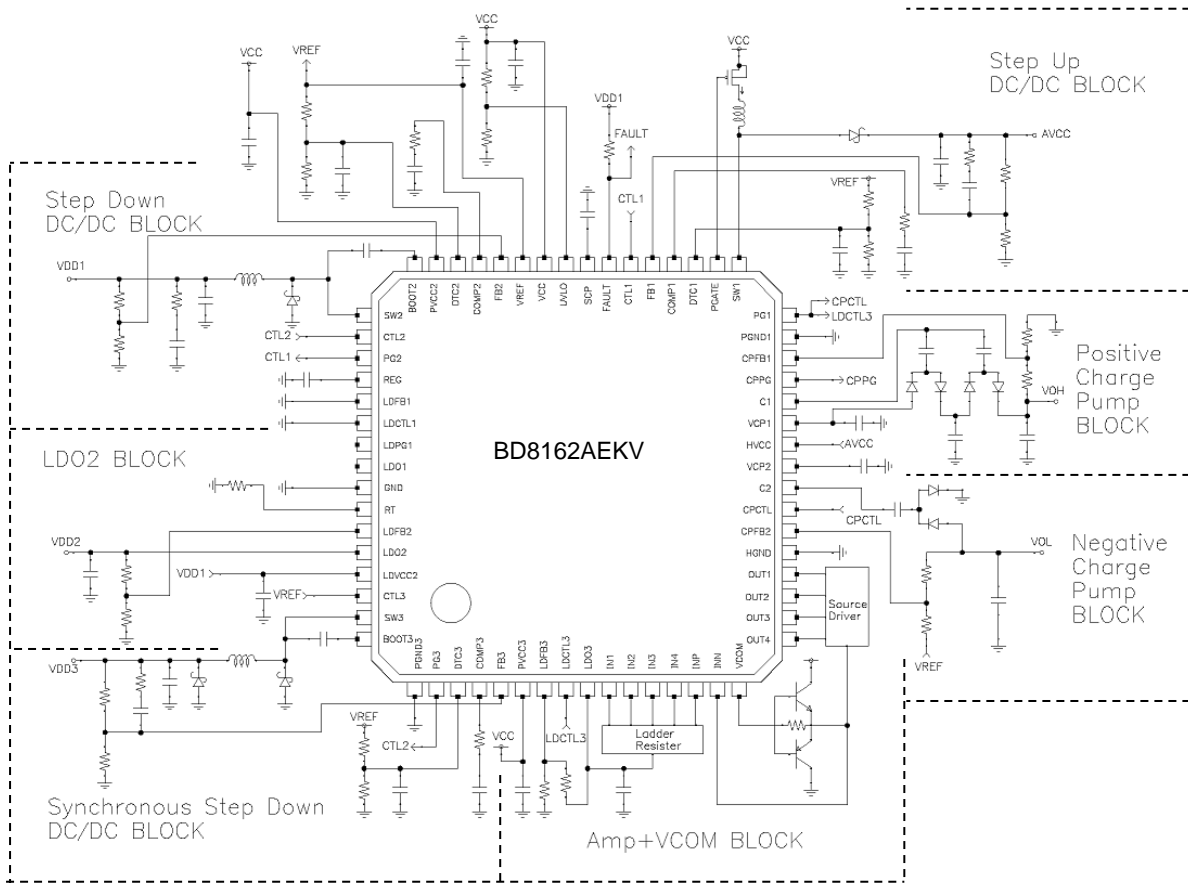 VCC
VCC
VCC
VREF
VDD1
FAULT
CTL1
Step Up
DC/DC BLOCK
AVCC
VREF
Step Down
DC/DC BLOCK
VDD1
BOOT2
PVCC2
DTC2
COMP2
FB2
VREF
VCC
UVLO
SCP
FAULT
CTL1
FB1
COMP1
DTC1
PGATE
SW1
CTL2
CTL1
SW2
CTL2
PG2
REG
LDFB1
LDCTL1
LDPG1
LDO1
GND
RT
LDFB2
LDO2
LDVCC2
CTL3
SW3
BOOT3
BD8162AEKV
PG1
PGND1
CPFB1
CPPG
C1
VCP1
HVCC
VCP2
C2
CPCTL
CPFB2
HGND
OUT1
OUT2
OUT3
OUT4
CPCTL
LDCTL3
CPPG
AVCC
VOH
Positive
Charge
Pump
BLOCK
CPCTL
VOL
Negative
Charge
Pump
BLOCK
VREF
Source
Driver
LDO2 BLOCK
VDD2
VDD1
VREF
VDD3
PGND3
PG3
DTC3
COMP3
FB3
PVCC3
LDFB3
LDCTL3
LDO3
IN1
IN2
IN3
IN4
INP
INN
VCOM
VREF
CTL2
VCC
LDCTL3
Ladder
Resister
Synchronous Step Down
DC/DC BLOCK
Amp+VCOM BLOCK